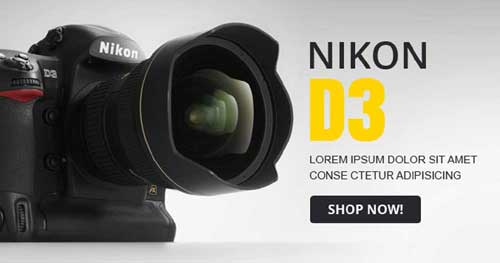 Nikon
D3
NIKON
D3
LOREM IPSUM DOLOR SIT AMET
CONSE CTETUR ADIPISICING
SHOP NOW!